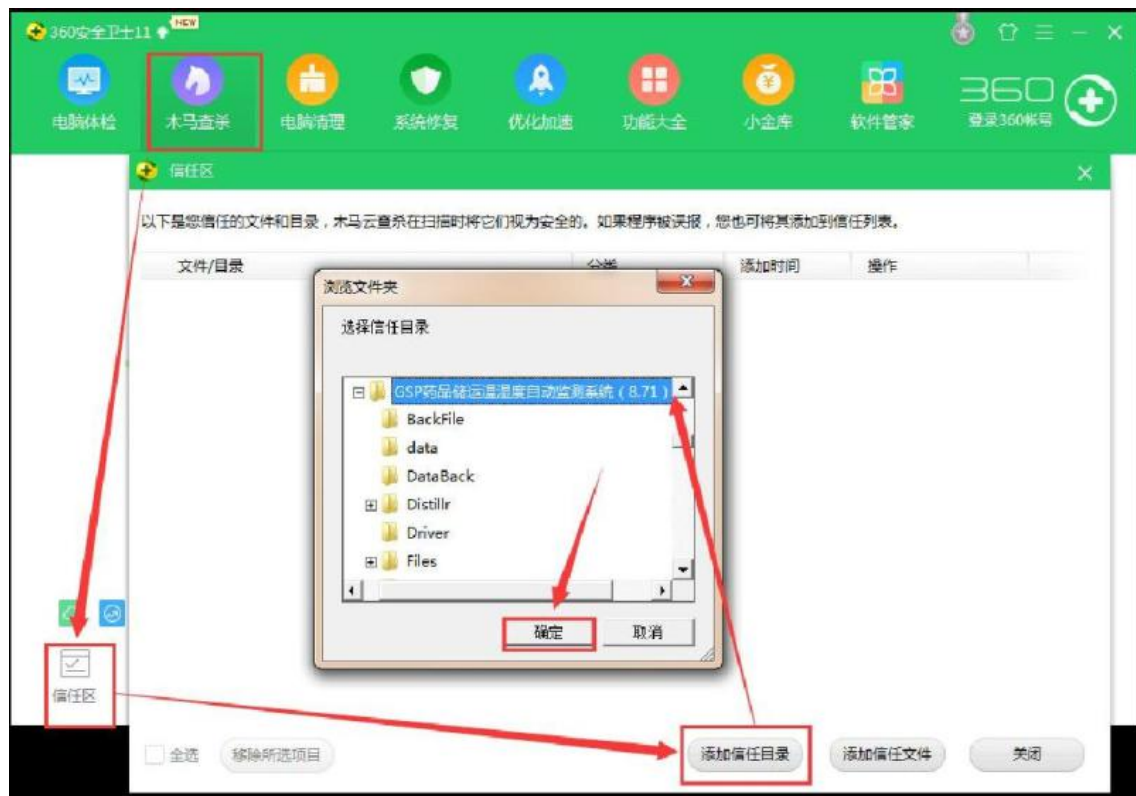 360安全卫士11 NEW
电脑体检 木马查杀 电脑清理 系统修复 优化加速 功能大全 小金库 软件管家 360
登录360帐号
信任区
以下是您信任的文件和目录，木马云查杀在扫描时将它们视为安全的。如果程序被误报，您也可将其添加到信任列表。
文件/目录 分类 添加时间 操作
浏览文件夹
选择信任目录
GSP药品储运温湿度自动监测系统（8.71）
BackFile
data
DataBack
Distillr
Driver
Files
确定 取消
信任区
全选 移除所选项目 添加信任目录 添加信任文件 关闭